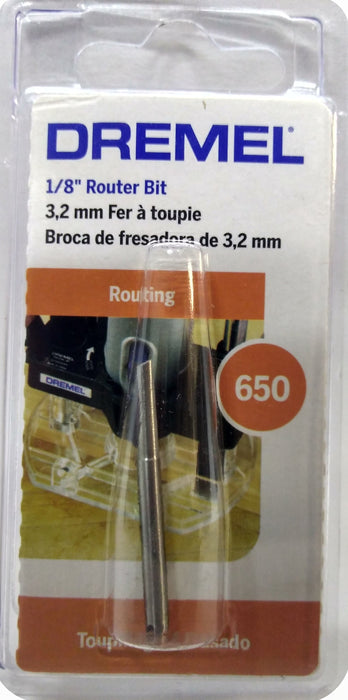 DREMEL®
1/8" Router Bit
3,2 mm Fer à toupie
Broca de fresadora de 3,2 mm
Routing
650
DREMEL